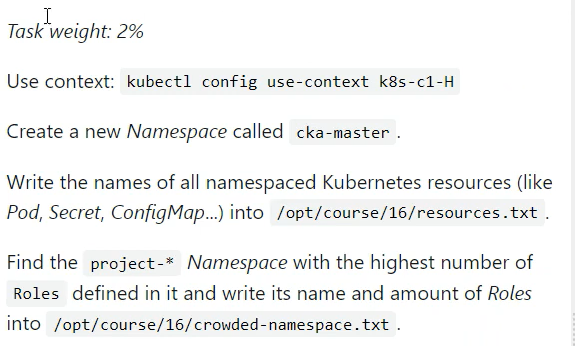 Task weight: 2%
Use context: kubectl config use-context k8s-c1-H
Create a new Namespace called cka-master .
Write the names of all namespaced Kubernetes resources (like
Pod, Secret, ConfigMap...) into /opt/course/16/resources.txt .
Find the project-* Namespace with the highest number of
Roles defined in it and write its name and amount of Roles
into /opt/course/16/crowded-namespace.txt .